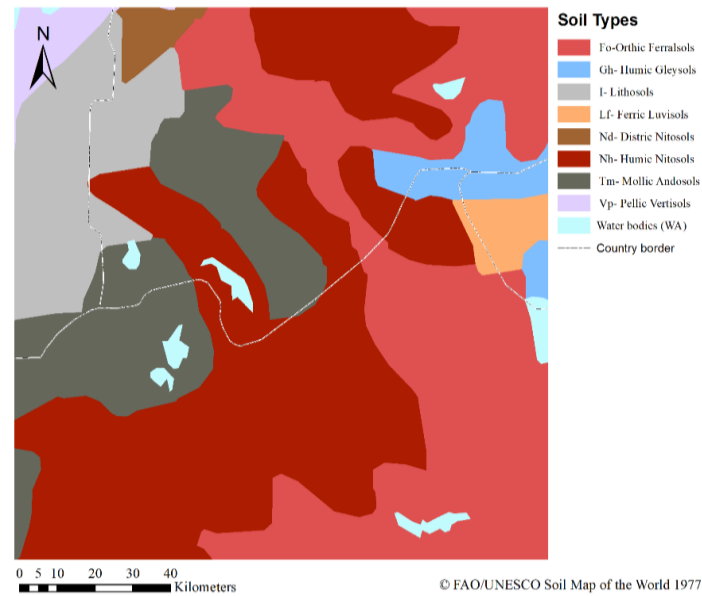 Soil Types
N
Fo-Orthic Ferralsols
Gh- Humic Gleysols
I- Lithosols
Lf- Ferric Luvisols
Nd- Distric Nitosols
Nh- Humic Nitosols
Tm- Mollic Andosols
Vp- Pellic Vertisols
Water bodies (WA)
Country border
0 5 10 20 30 40
Kilometers
© FAO/UNESCO Soil Map of the World 1977